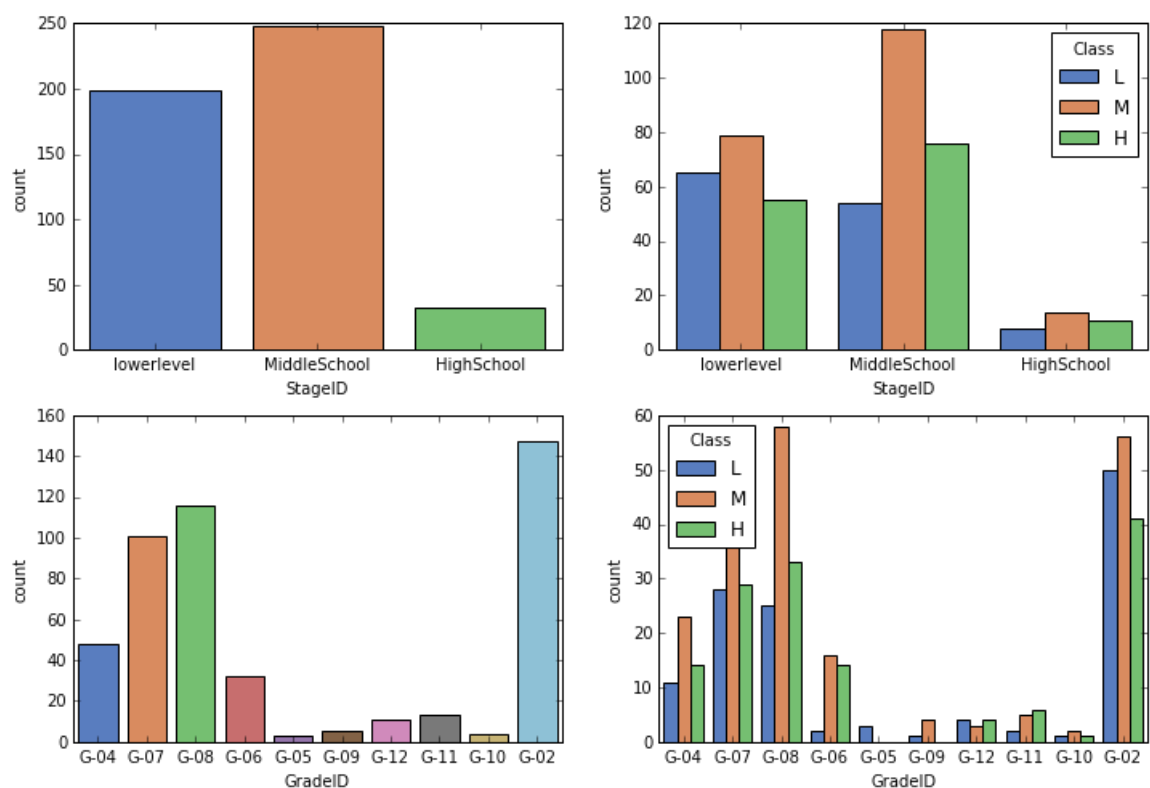 250
200
150
100
50
0
count
lowerlevel MiddleSchool HighSchool
StageID
120
100
80
60
40
20
0
count
Class
L
M
H
lowerlevel MiddleSchool HighSchool
StageID
160
140
120
100
80
60
40
20
0
count
G-04 G-07 G-08 G-06 G-05 G-09 G-12 G-11 G-10 G-02
GradeID
60
50
40
30
20
10
0
count
Class
L
M
H
G-04 G-07 G-08 G-06 G-05 G-09 G-12 G-11 G-10 G-02
GradeID